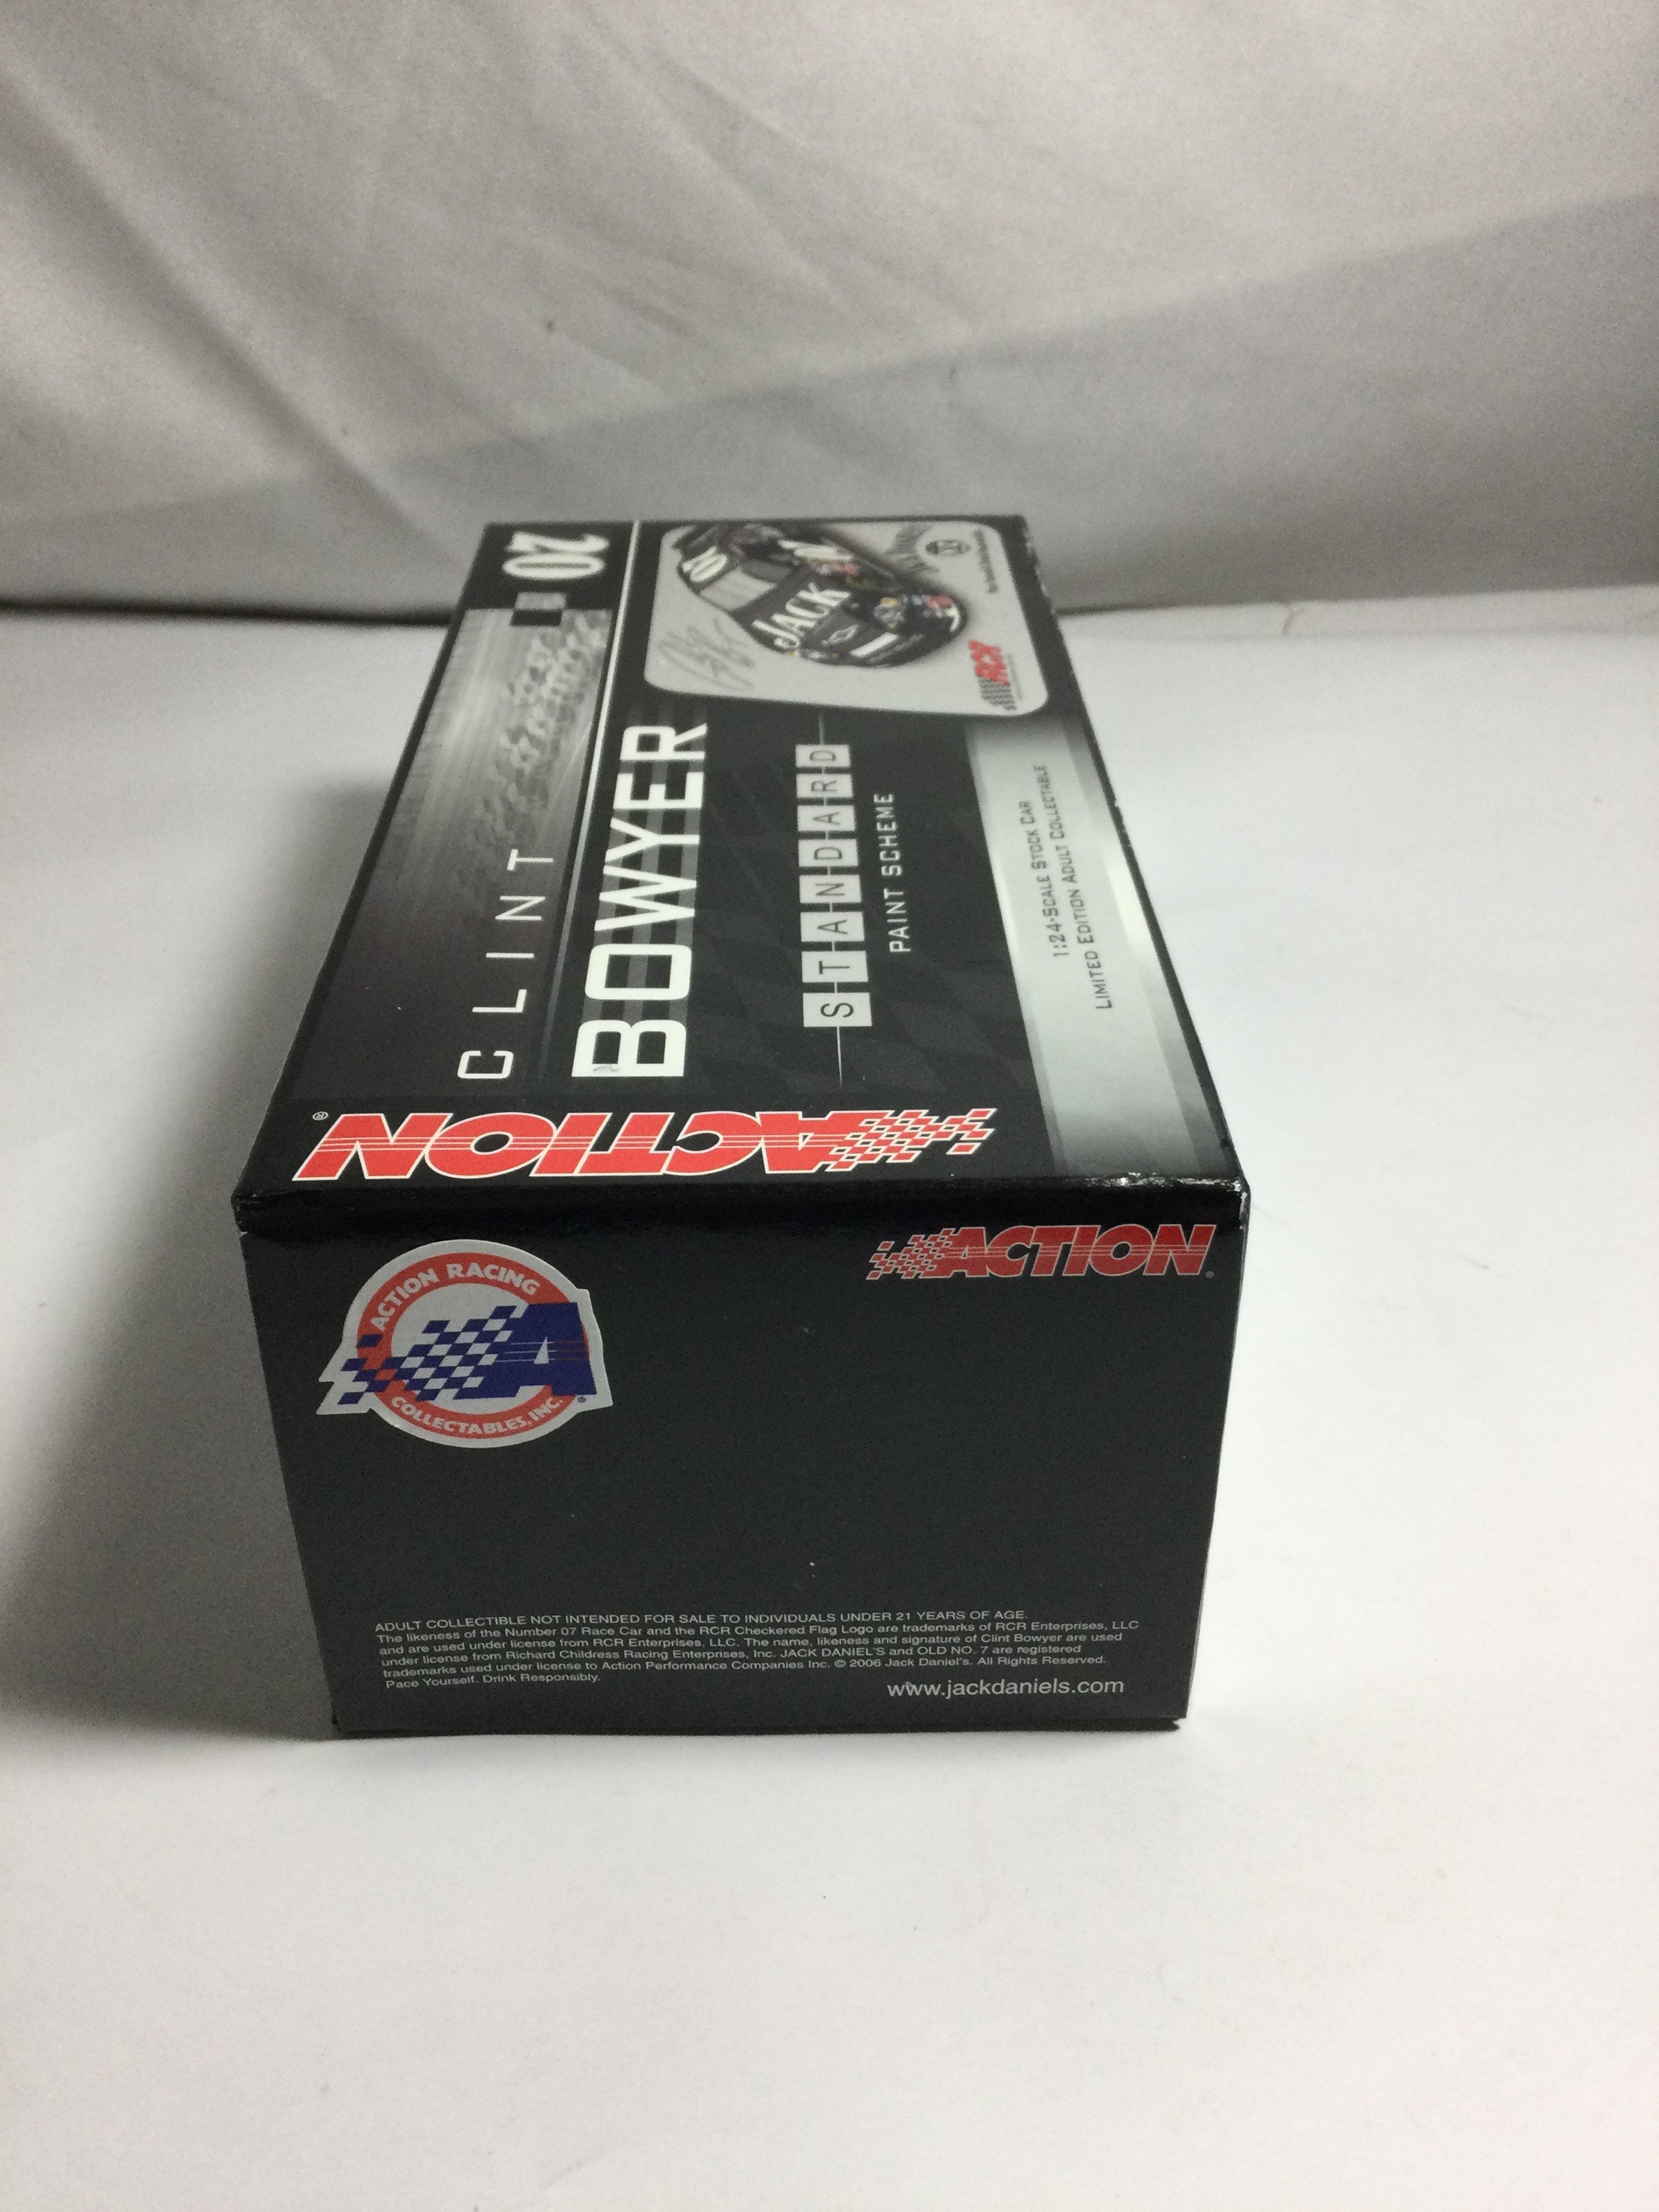 07
CLINT
BOWYER
STANDARD
PAINT SCHEME
1:24-SCALE STOCK CAR
LIMITED EDITION ADULT COLLECTABLE
07
JACK
RCR
ACTION®
ACTION
ACTION RACING
A
COLLECTABLES, INC.
ADULT COLLECTIBLE NOT INTENDED FOR SALE TO INDIVIDUALS UNDER 21 YEARS OF AGE.
The likeness of the Number 07 Race Car and the RCR Checkered Flag Logo are trademarks of RCR Enterprises, LLC
and are used under license from RCR Enterprises, LLC. The name, likeness and signature of Clint Bowyer are used
under license from Richard Childress Racing Enterprises, Inc. JACK DANIEL'S and OLD NO. 7 are registered
trademarks used under license to Action Performance Companies Inc. © 2006 Jack Daniel's. All Rights Reserved.
Pace Yourself. Drink Responsibly.
www.jackdaniels.com